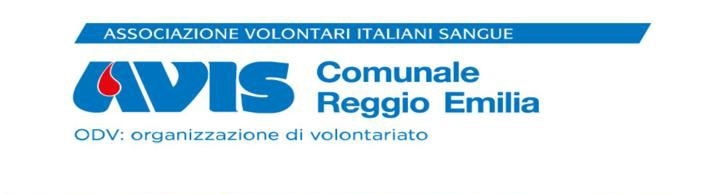 ASSOCIAZIONE VOLONTARI ITALIANI SANGUE
AVIS Comunale
Reggio Emilia
ODV: organizzazione di volontariato